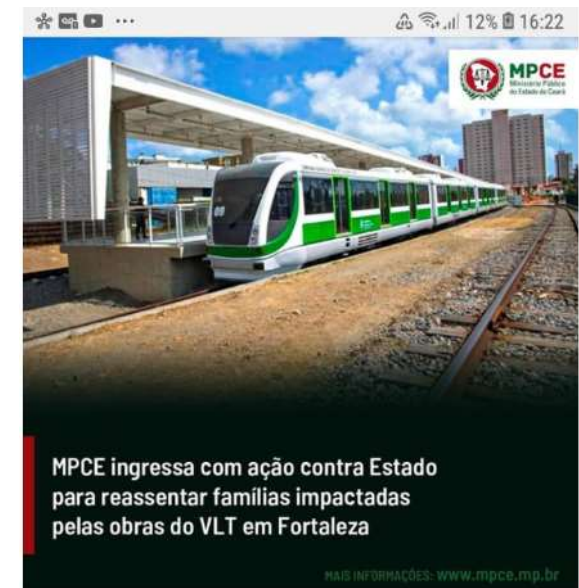 12% 16:22
MPCE
Ministério Público
do Estado do Ceará
MPCE ingressa com ação contra Estado
para reassentar famílias impactadas
pelas obras do VLT em Fortaleza
MAIS INFORMAÇÕES: www.mpce.mp.br